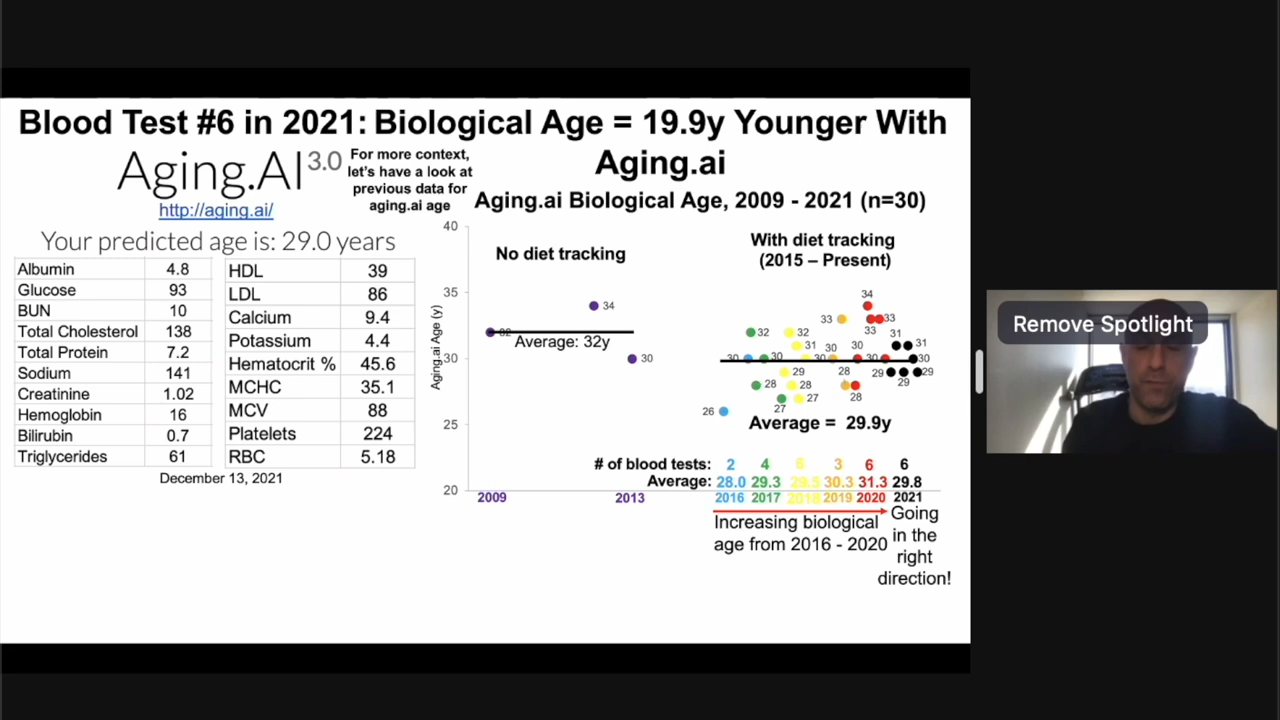 Blood Test #6 in 2021: Biological Age = 19.9y Younger With
Aging.ai
Aging.AI 3.0
http://aging.ai/
For more context,
let's have a look at
previous data for
aging.ai age
Your predicted age is: 29.0 years
Albumin 4.8
Glucose 93
BUN 10
Total Cholesterol 138
Total Protein 7.2
Sodium 141
Creatinine 1.02
Hemoglobin 16
Bilirubin 0.7
Triglycerides 61
HDL 39
LDL 86
Calcium 9.4
Potassium 4.4
Hematocrit % 45.6
MCHC 35.1
MCV 88
Platelets 224
RBC 5.18
December 13, 2021
Aging.ai Biological Age, 2009 - 2021 (n=30)
Aging.ai Age (y)
40
35
30
25
20
No diet tracking
32
34
30
Average: 32y
With diet tracking
(2015 – Present)
26
30
32
28
30
27
32
31
29
30
28
27
33
30
28
34
33
33
30
30
28
31
31
30
29
29
29
Average = 29.9y
# of blood tests: 2 4 6 3 6 6
Average: 28.0 29.3 29.5 30.3 31.3 29.8
2009 2013 2016 2017 2018 2019 2020 2021
Increasing biological
age from 2016 - 2020
Going
in the
right
direction!
Remove Spotlight